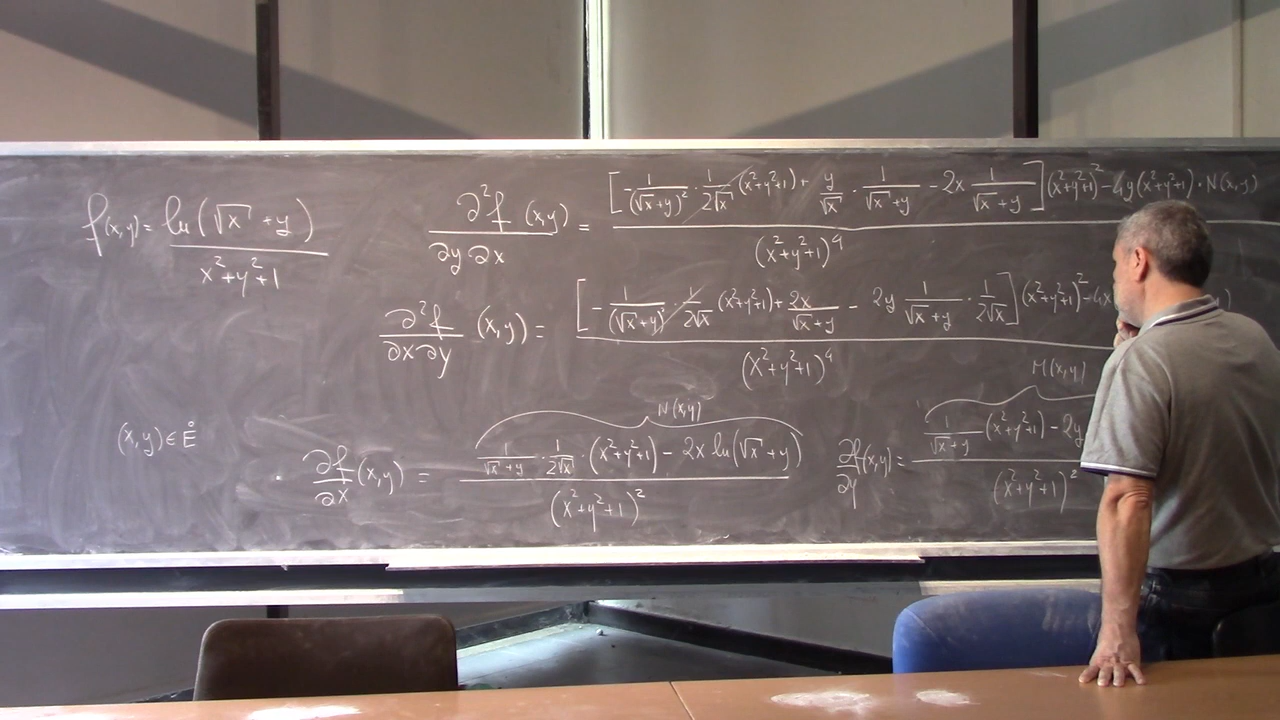 f(x,y) = ln(√x + y) / (x²+y²+1)
∂²f/∂y∂x (x,y) = { [ -1/(√x+y)² · 1/(2√x) (x²+y²+1) + y/√x · 1/(√x+y) - 2x 1/(√x+y) ] (x²+y²+1)² - 4y(x²+y²+1) · N(x,y) } / (x²+y²+1)⁴
∂²f/∂x∂y (x,y) = { [ -1/(√x+y)² · 1/(2√x) (x²+y²+1) + 2x/(√x+y) - 2y 1/(√x+y) · 1/(2√x) ] (x²+y²+1)² - 4x ) } / (x²+y²+1)⁴
N(x,y) M(x,y)
(x,y) ∈ E̊ ∂f/∂x (x,y) = { 1/(√x+y) · 1/(2√x) · (x²+y²+1) - 2x ln(√x+y) } / (x²+y²+1)² ∂f/∂y (x,y) = { 1/(√x+y) (x²+y²+1) - 2y } / (x²+y²+1)²